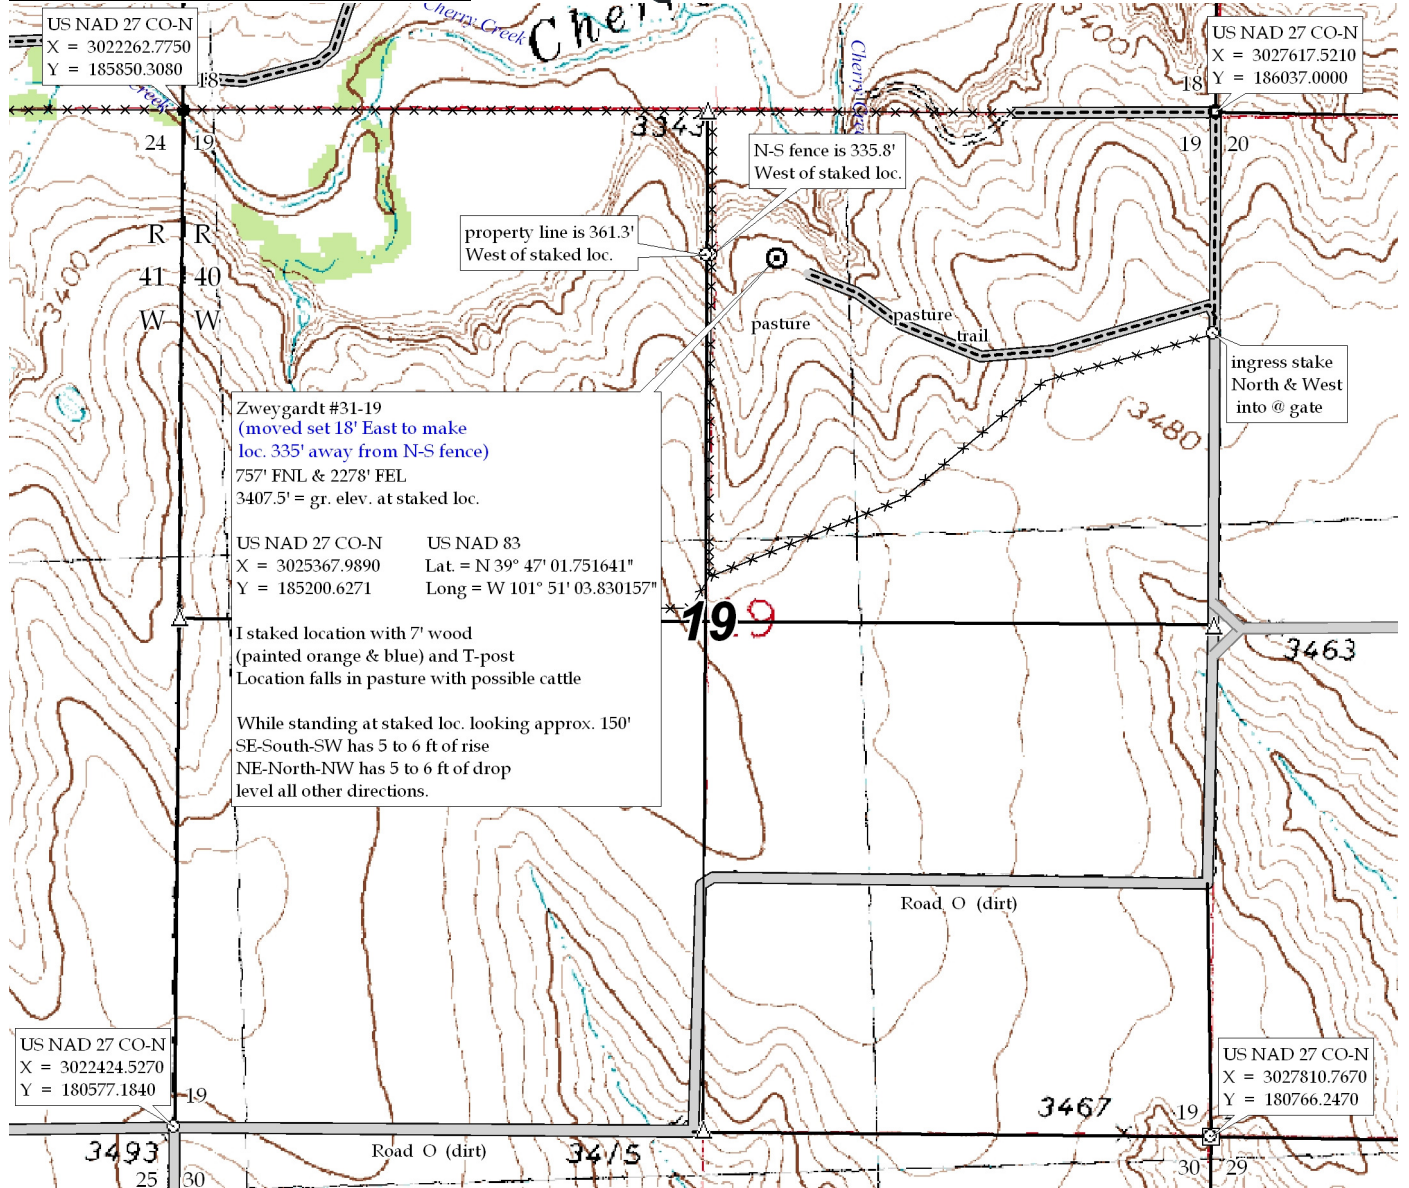 US NAD 27 CO-N
X = 3022262.7750
Y = 185850.3080
Cherry Creek
Cherry Creek
US NAD 27 CO-N
X = 3027617.5210
Y = 186037.0000
3400
18
18
Creek
24 19
3343
19 20
N-S fence is 335.8'
West of staked loc.
property line is 361.3'
West of staked loc.
R R
41 40
W W
3400
pasture
pasture
trail
ingress stake
North & West
into @ gate
3480
Zweygardt #31-19
(moved set 18' East to make
loc. 335' away from N-S fence)
757' FNL & 2278' FEL
3407.5' = gr. elev. at staked loc.
US NAD 27 CO-N US NAD 83
X = 3025367.9890 Lat. = N 39° 47' 01.751641"
Y = 185200.6271 Long = W 101° 51' 03.830157"
I staked location with 7' wood
(painted orange & blue) and T-post
Location falls in pasture with possible cattle
While standing at staked loc. looking approx. 150'
SE-South-SW has 5 to 6 ft of rise
NE-North-NW has 5 to 6 ft of drop
level all other directions.
19 9
3463
Road O (dirt)
US NAD 27 CO-N
X = 3022424.5270
Y = 180577.1840
19
US NAD 27 CO-N
X = 3027810.7670
Y = 180766.2470
3467
19
3493
Road O (dirt)
25 30
30 29